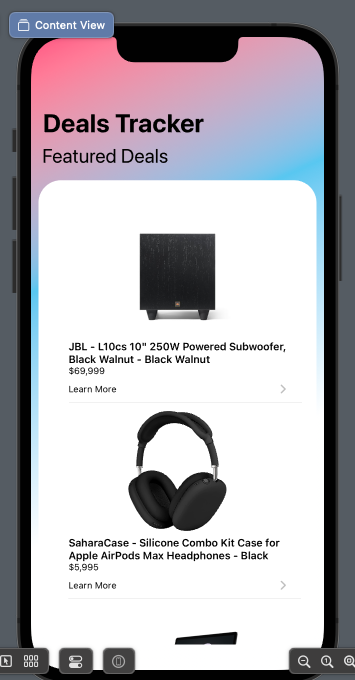 Content View
Deals Tracker
Featured Deals
JBL - L10cs 10" 250W Powered Subwoofer,
Black Walnut - Black Walnut
$69,999
Learn More
SaharaCase - Silicone Combo Kit Case for
Apple AirPods Max Headphones - Black
$5,995
Learn More